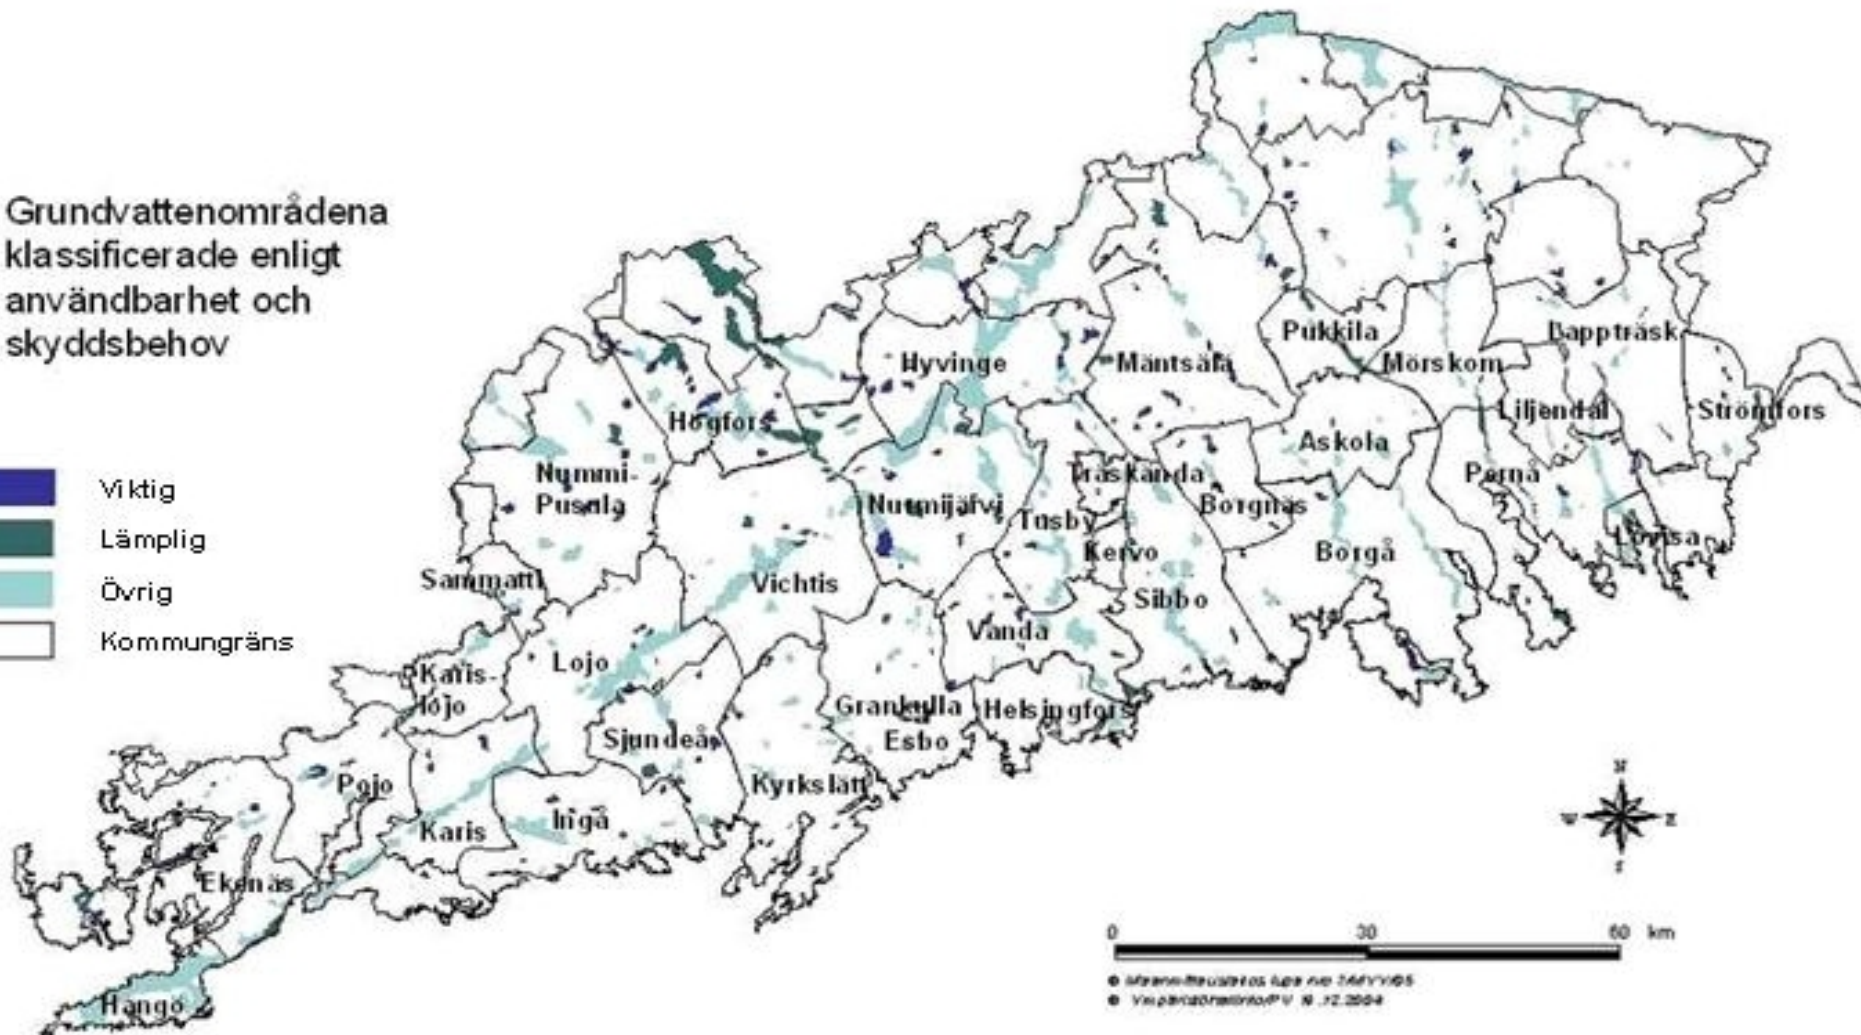 Grundvattenområdena
klassificerade enligt
användbarhet och
skyddsbehov
Viktig
Lämplig
Övrig
Kommungräns
Pukkila
Lappträsk
Hyvinge
Mäntsälä
Mörskom
Högfors
Liljendal
Strömfors
Askola
Nummi-
Pusula
Träskända
Pernå
Nurmijärvi
Borgnäs
Tusby
Lovisa
Kervo
Borgå
Sammatti
Vichtis
Sibbo
Vanda
Lojo
Karis-
lojo
Grankulla
Helsingfors
Sjundeå
Esbo
Pojo
Kyrkslätt
Ingå
Karis
Ekenäs
Hangö
N
W
E
S
0 30 60 km